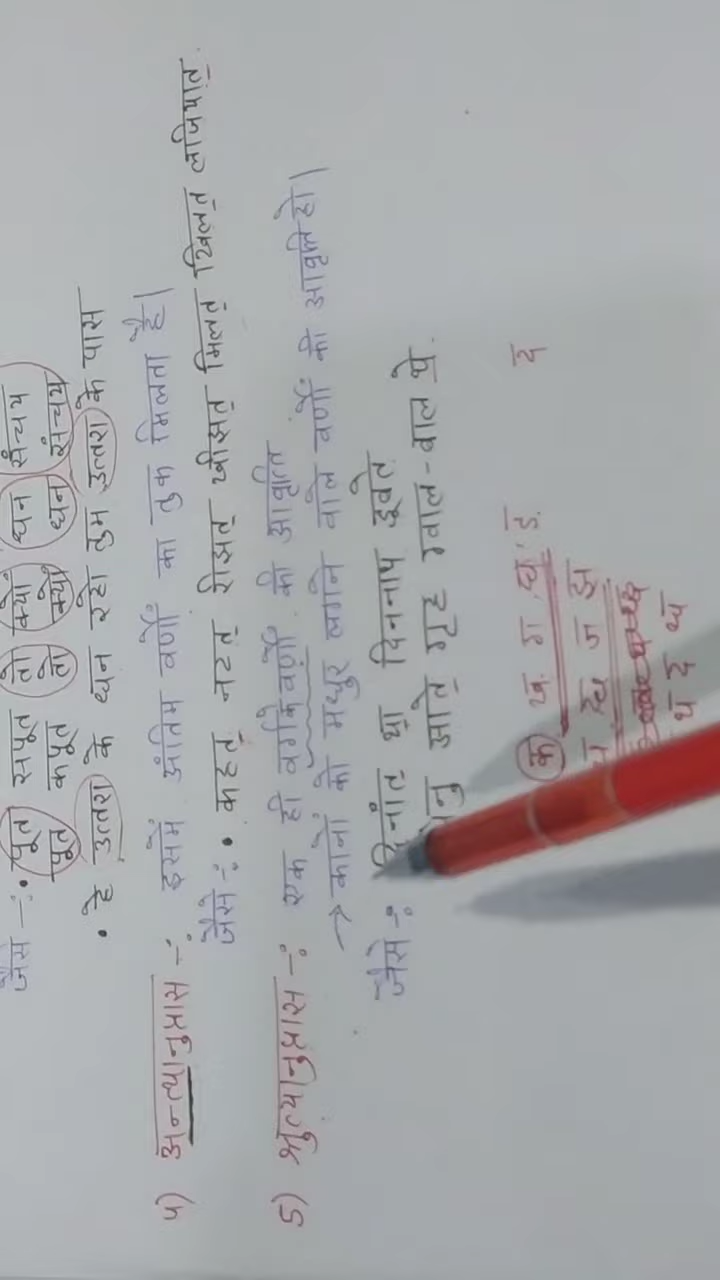 जैसे -ः • पूत सपूत तो क्यों धन संचय
पूत कपूत तो क्यों धन संचय
• हे उत्तरा के धन रहो तुम उत्तरा के पास
4) अन्त्यानुप्रास -ः इसमें अंतिम वर्णों का तुक मिलता है।
जैसे -ः • कहत नटत रीझत खीझत मिलत खिलत लजियात
5) श्रुत्यानुप्रास -ः एक ही वर्ग के वर्णों की आवृत्ति
→ कानों को मधुर लगने वाले वर्णों की आवृत्ति हो।
जैसे -ः दिनांत था दिननाथ डूबते
आते गृह ग्वाल-बाल थे
क ख ग घ ङ द
च छ ज झ
थ द ध